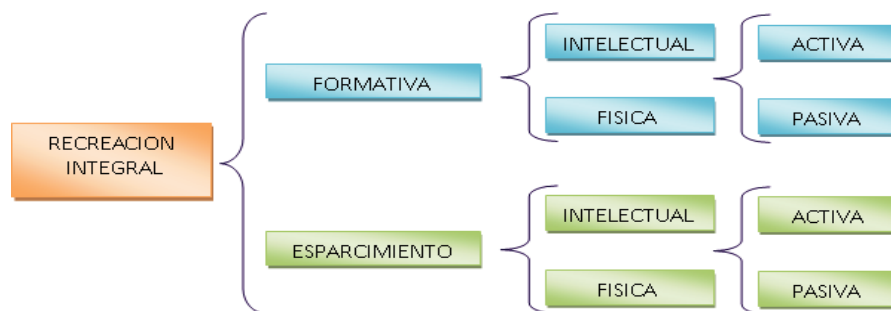 RECREACION
INTEGRAL
FORMATIVA
INTELECTUAL
FISICA
ACTIVA
PASIVA
ESPARCIMIENTO
INTELECTUAL
FISICA
ACTIVA
PASIVA